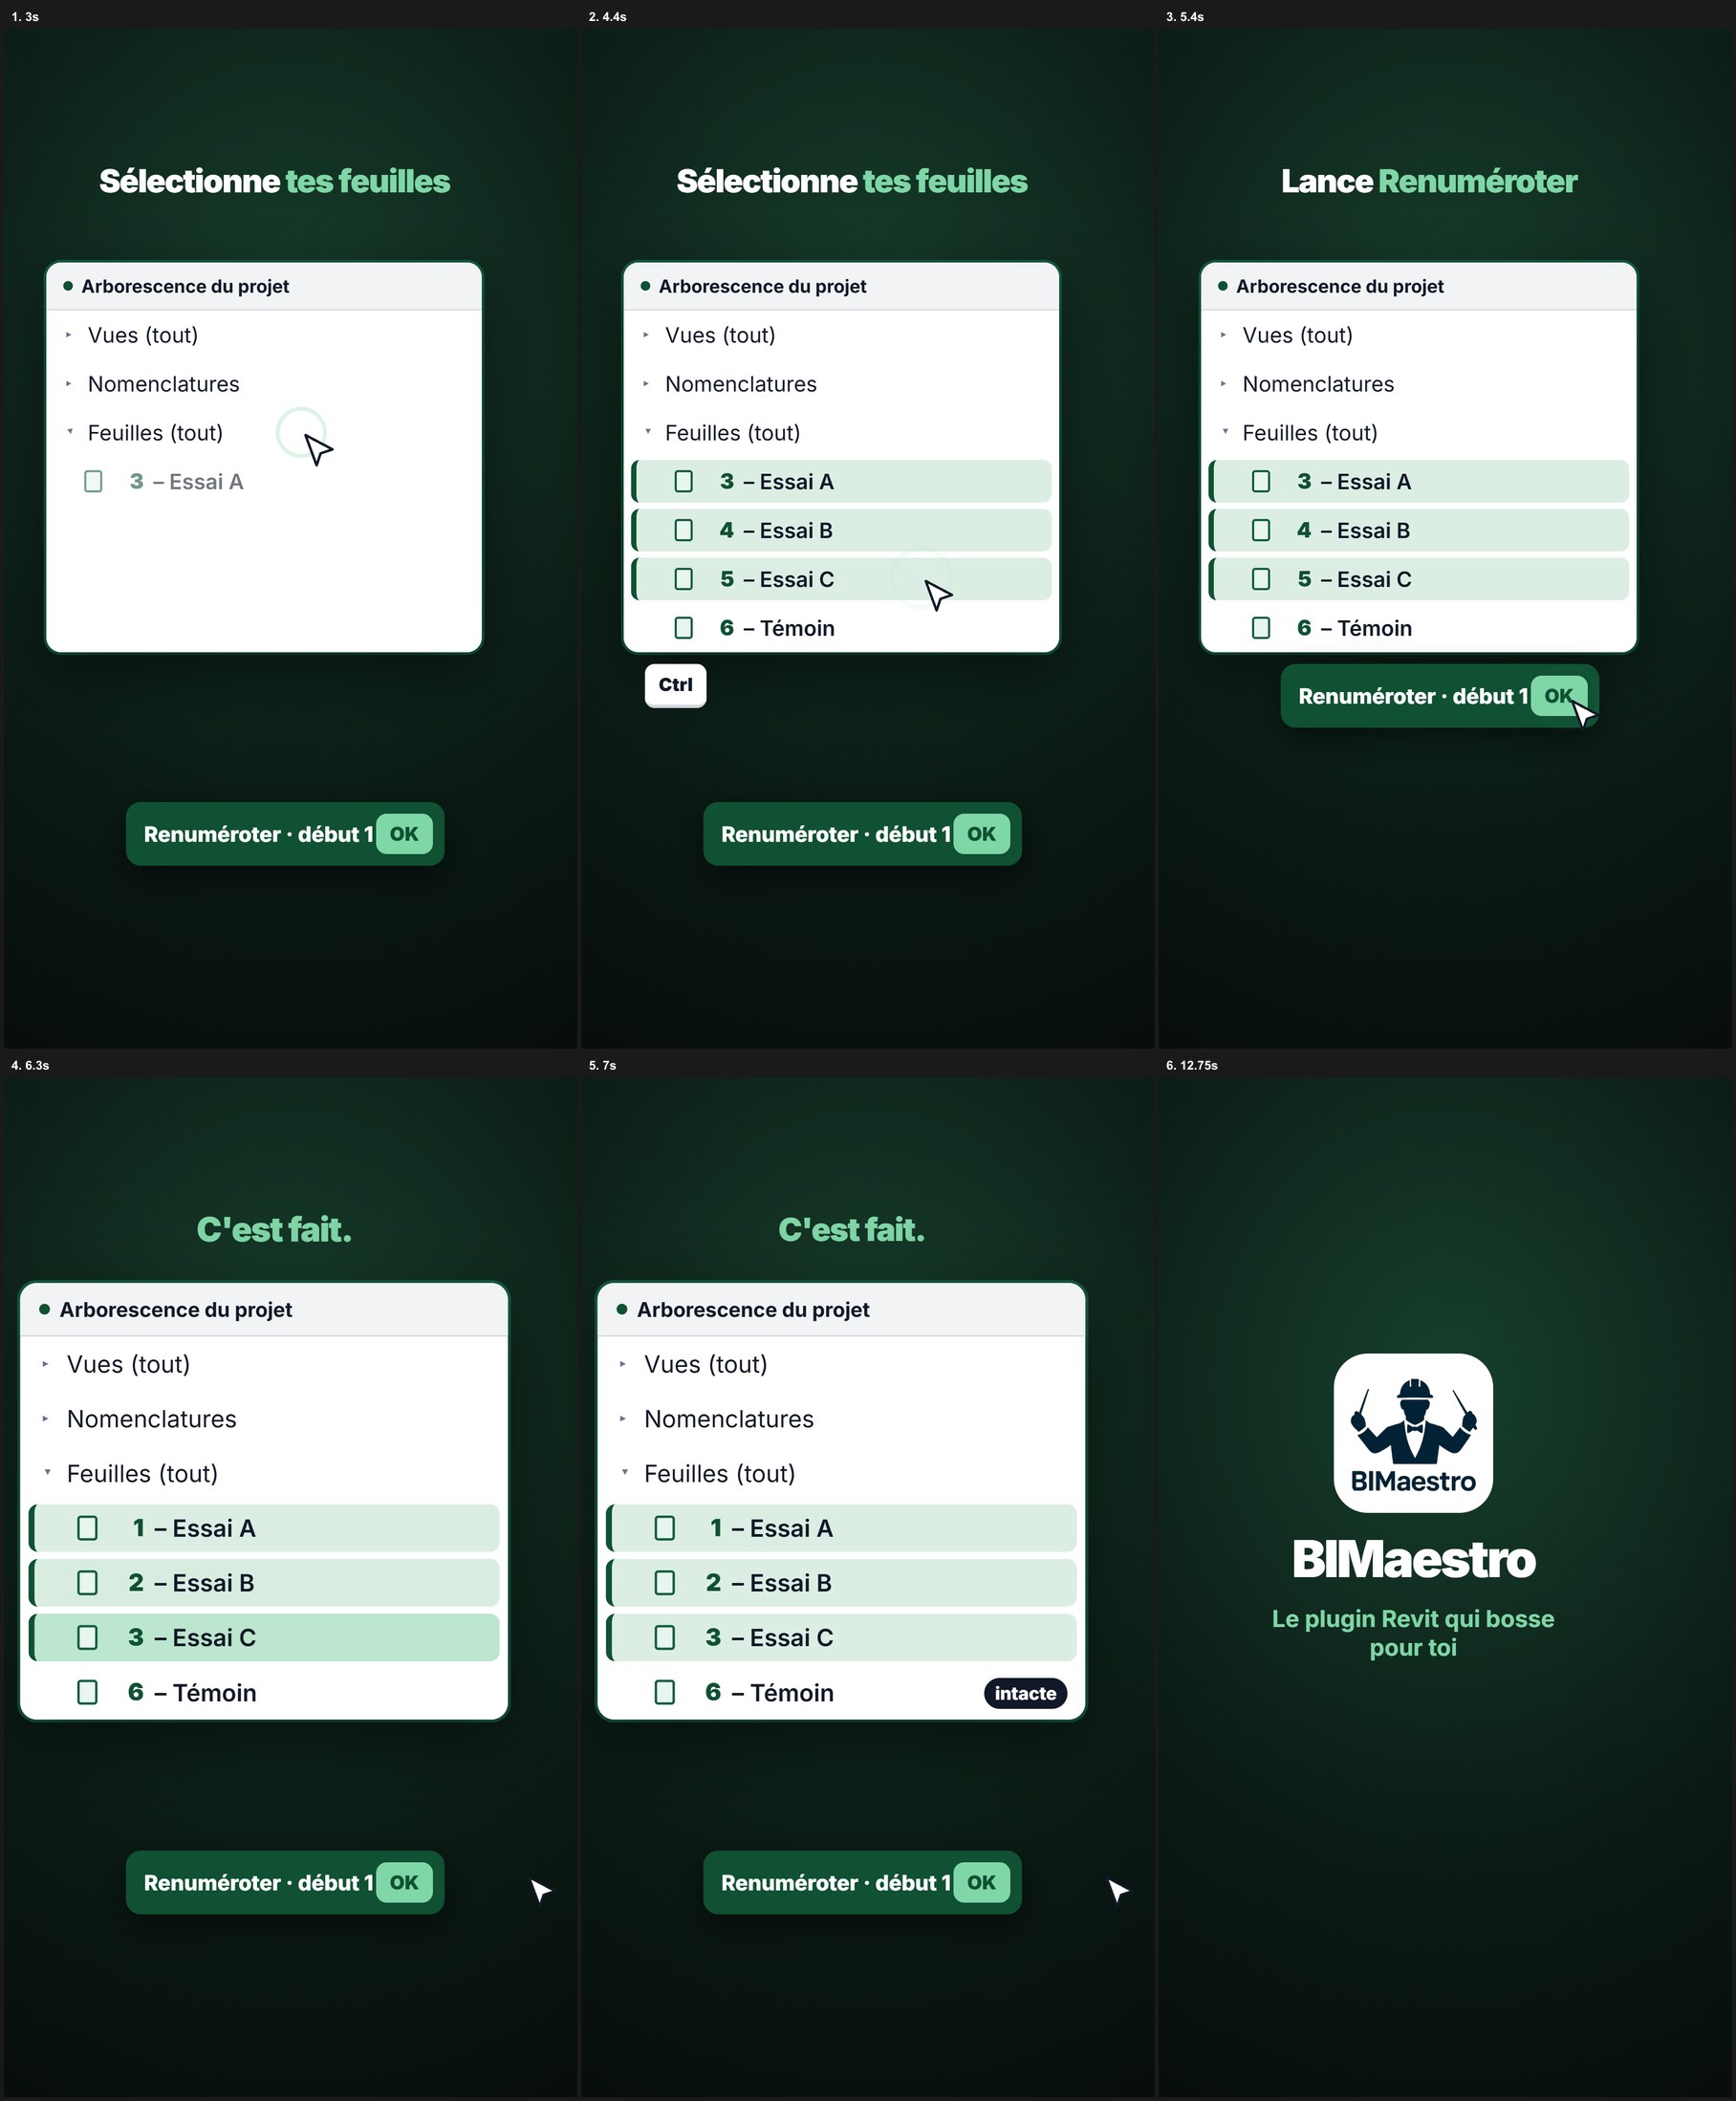 1. 3s
Sélectionne tes feuilles
Arborescence du projet
Vues (tout)
Nomenclatures
Feuilles (tout)
3 – Essai A
Renuméroter · début 1 OK
2. 4.4s
Sélectionne tes feuilles
Arborescence du projet
Vues (tout)
Nomenclatures
Feuilles (tout)
3 – Essai A
4 – Essai B
5 – Essai C
6 – Témoin
Ctrl
Renuméroter · début 1 OK
3. 5.4s
Lance Renuméroter
Arborescence du projet
Vues (tout)
Nomenclatures
Feuilles (tout)
3 – Essai A
4 – Essai B
5 – Essai C
6 – Témoin
Renuméroter · début 1 OK
4. 6.3s
C'est fait.
Arborescence du projet
Vues (tout)
Nomenclatures
Feuilles (tout)
1 – Essai A
2 – Essai B
3 – Essai C
6 – Témoin
Renuméroter · début 1 OK
5. 7s
C'est fait.
Arborescence du projet
Vues (tout)
Nomenclatures
Feuilles (tout)
1 – Essai A
2 – Essai B
3 – Essai C
6 – Témoin intacte
Renuméroter · début 1 OK
6. 12.75s
BIMaestro
BIMaestro
Le plugin Revit qui bosse
pour toi